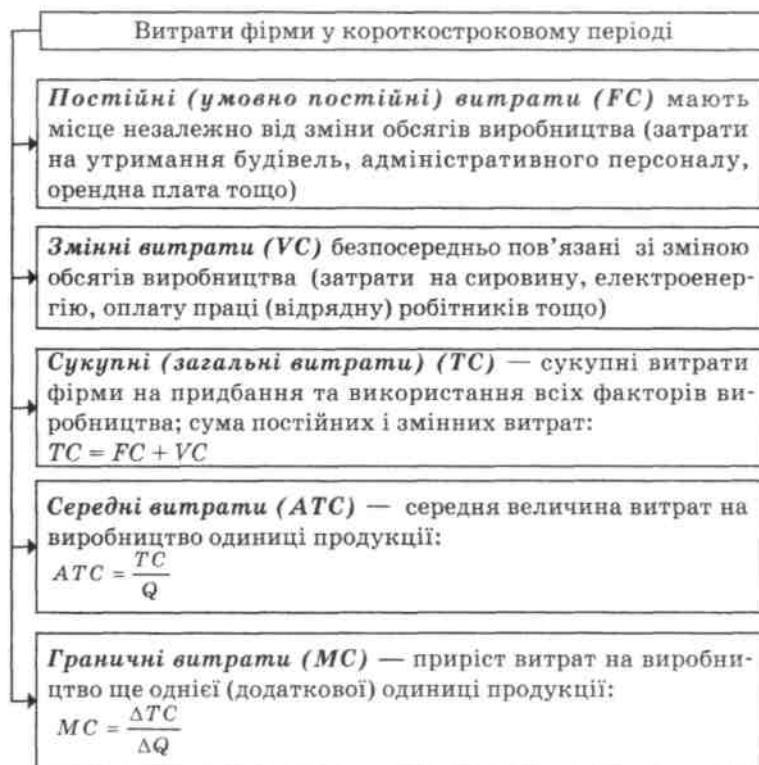 Витрати фірми у короткостроковому періоді
Постійні (умовно постійні) витрати (FC) мають
місце незалежно від зміни обсягів виробництва (затрати
на утримання будівель, адміністративного персоналу,
орендна плата тощо)
Змінні витрати (VC) безпосередньо пов’язані зі зміною
обсягів виробництва (затрати на сировину, електроенер-
гію, оплату праці (відрядну) робітників тощо)
Сукупні (загальні витрати) (TC) — сукупні витрати
фірми на придбання та використання всіх факторів ви-
робництва; сума постійних і змінних витрат:
TC = FC + VC
Середні витрати (ATC) — середня величина витрат на
виробництво одиниці продукції:
ATC = TC / Q
Граничні витрати (MC) — приріст витрат на виробни-
цтво ще однієї (додаткової) одиниці продукції:
MC = ΔTC / ΔQ